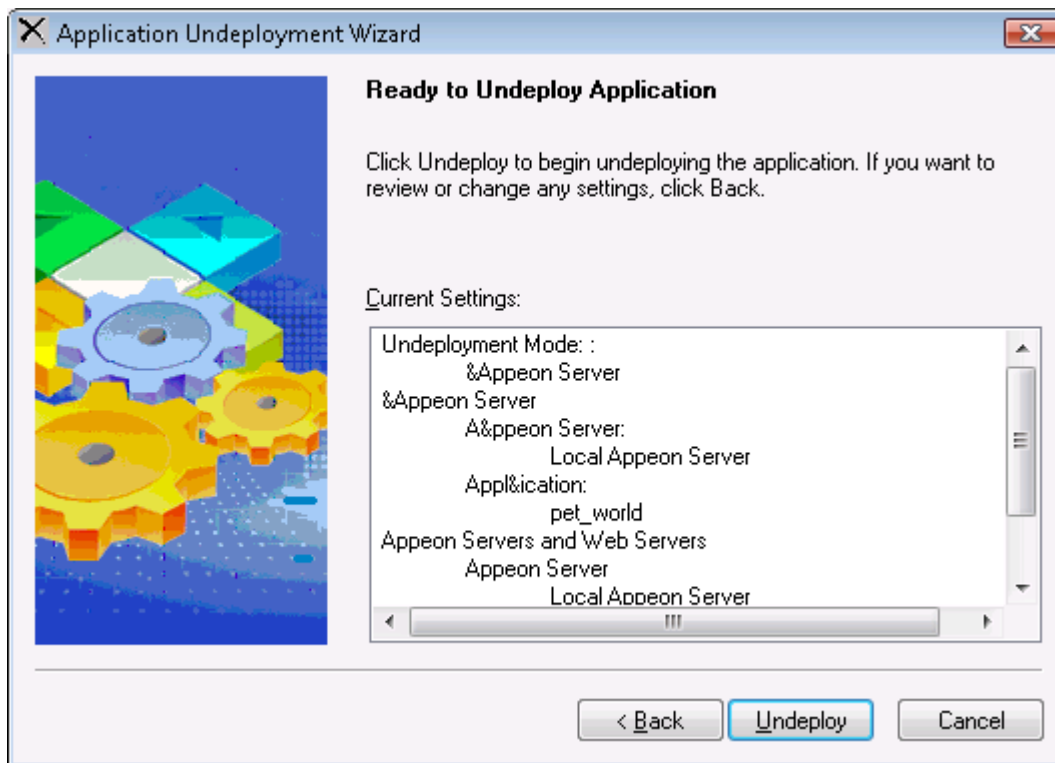 Application Undeployment Wizard
Ready to Undeploy Application
Click Undeploy to begin undeploying the application. If you want to
review or change any settings, click Back.
Current Settings:
Undeployment Mode: :
&Appeon Server
&Appeon Server
A&ppeon Server:
Local Appeon Server
Appl&ication:
pet_world
Appeon Servers and Web Servers
Appeon Server
Local Appeon Server
< Back
Undeploy
Cancel